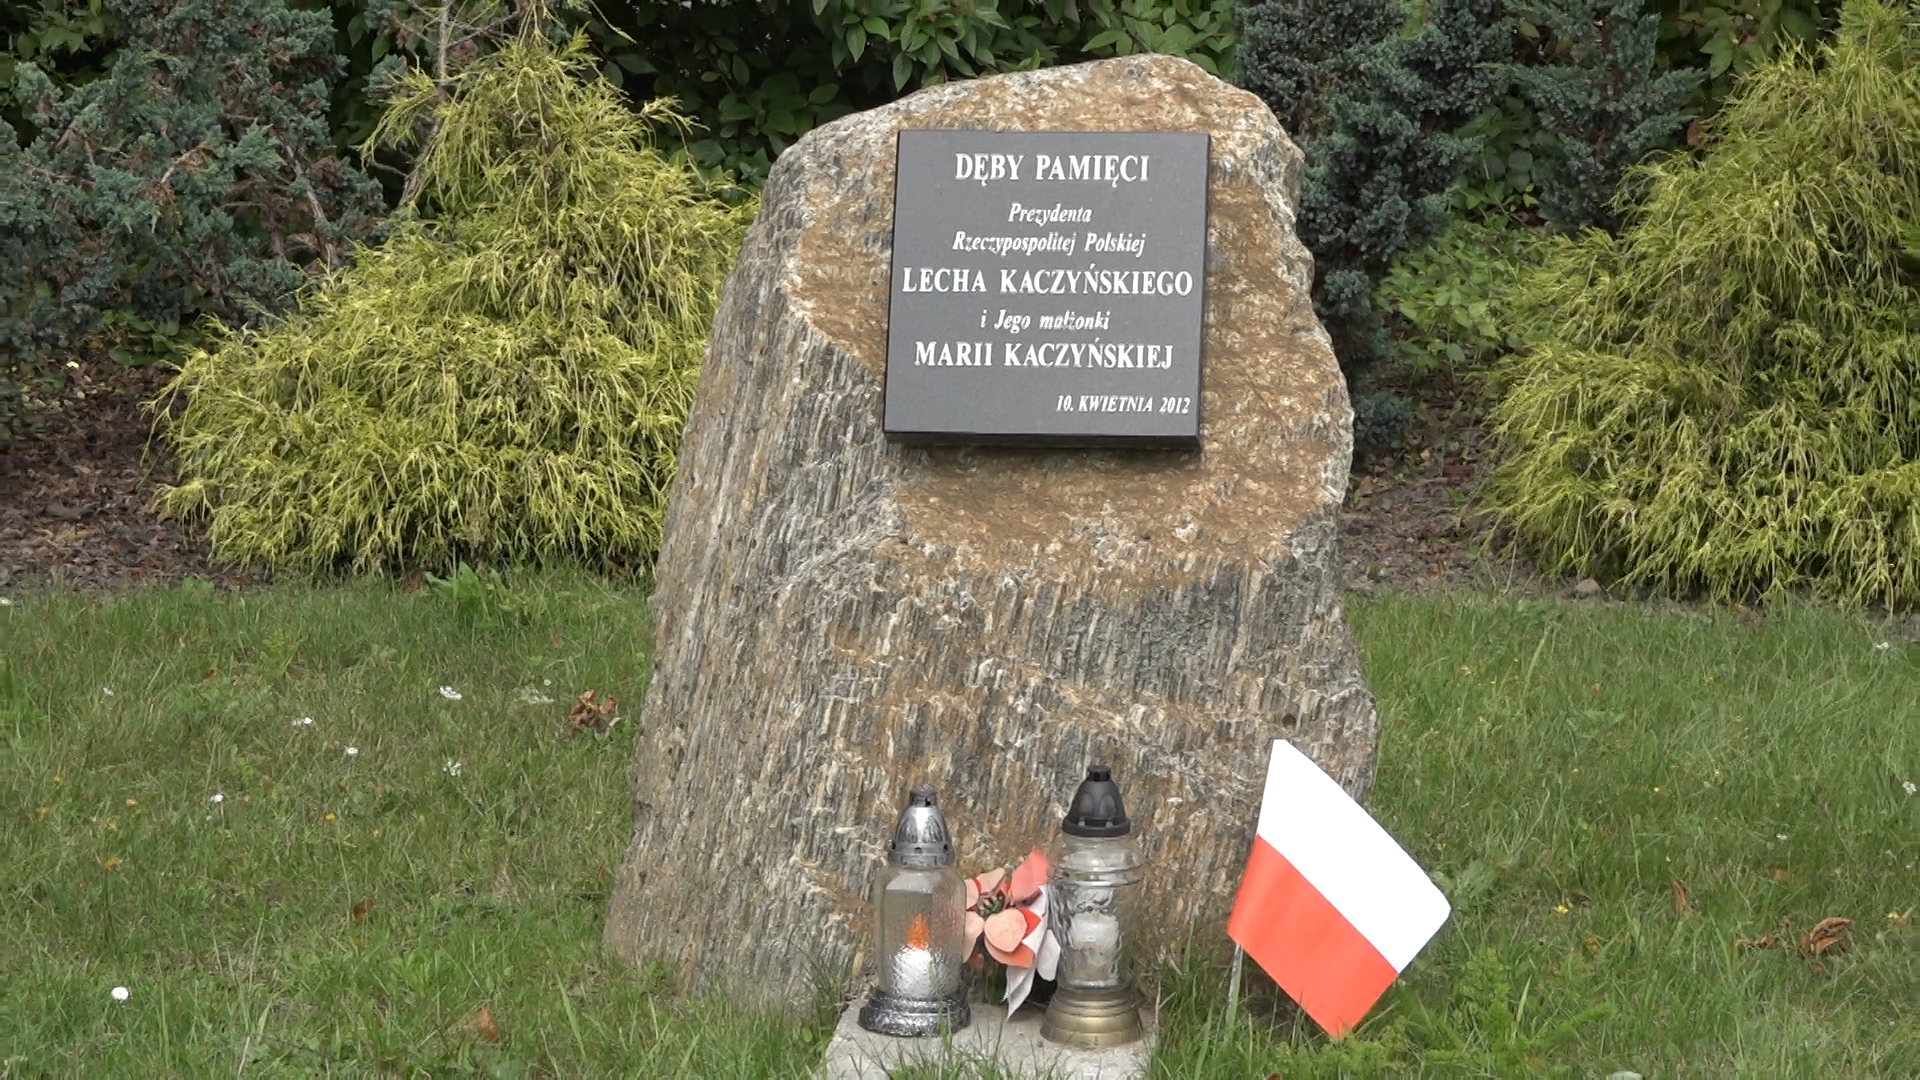 DĘBY PAMIĘCI
Prezydenta
Rzeczypospolitej Polskiej
LECHA KACZYŃSKIEGO
i Jego małżonki
MARII KACZYŃSKIEJ
10. KWIETNIA 2012